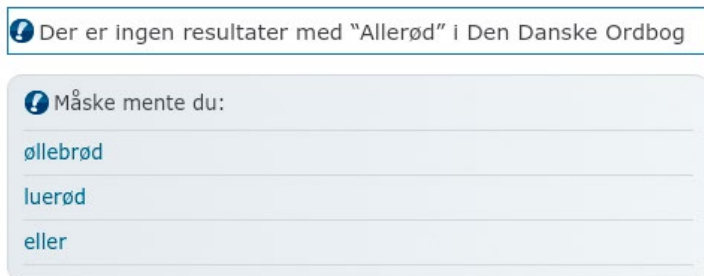 Der er ingen resultater med “Allerød” i Den Danske Ordbog
Måske mente du:
øllebrød
luerød
eller